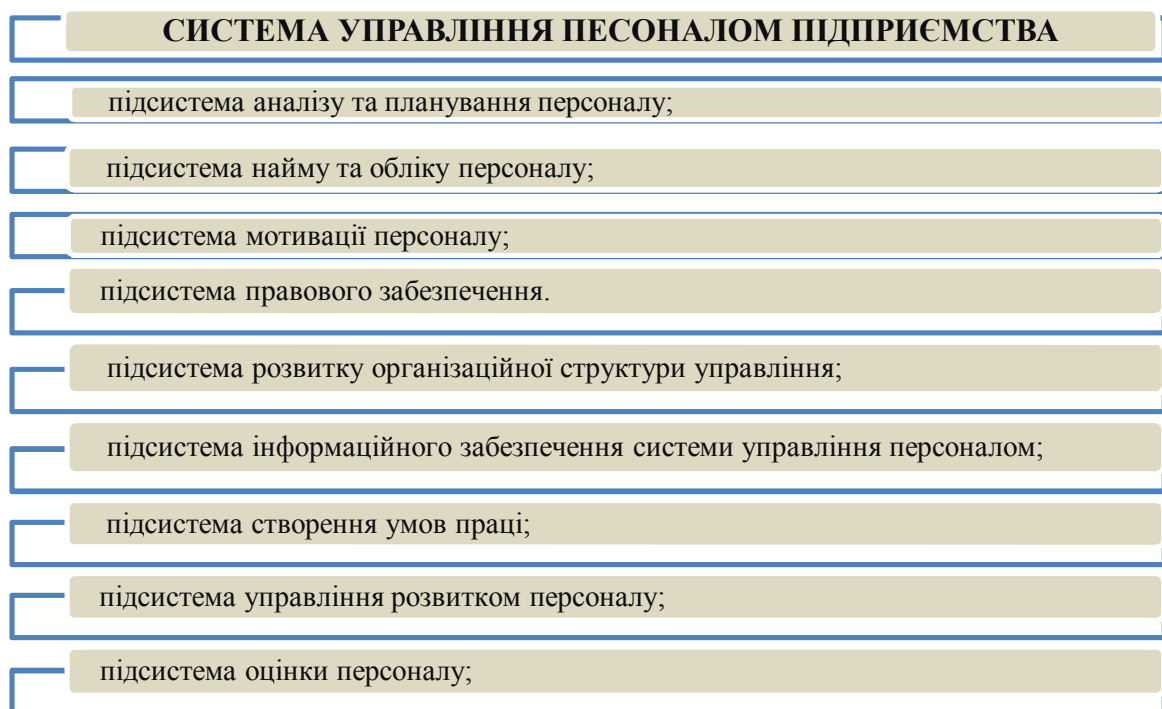 СИСТЕМА УПРАВЛІННЯ ПЕСОНАЛОМ ПІДПРИЄМСТВА
підсистема аналізу та планування персоналу;
підсистема найму та обліку персоналу;
підсистема мотивації персоналу;
підсистема правового забезпечення.
підсистема розвитку організаційної структури управління;
підсистема інформаційного забезпечення системи управління персоналом;
підсистема створення умов праці;
підсистема управління розвитком персоналу;
підсистема оцінки персоналу;